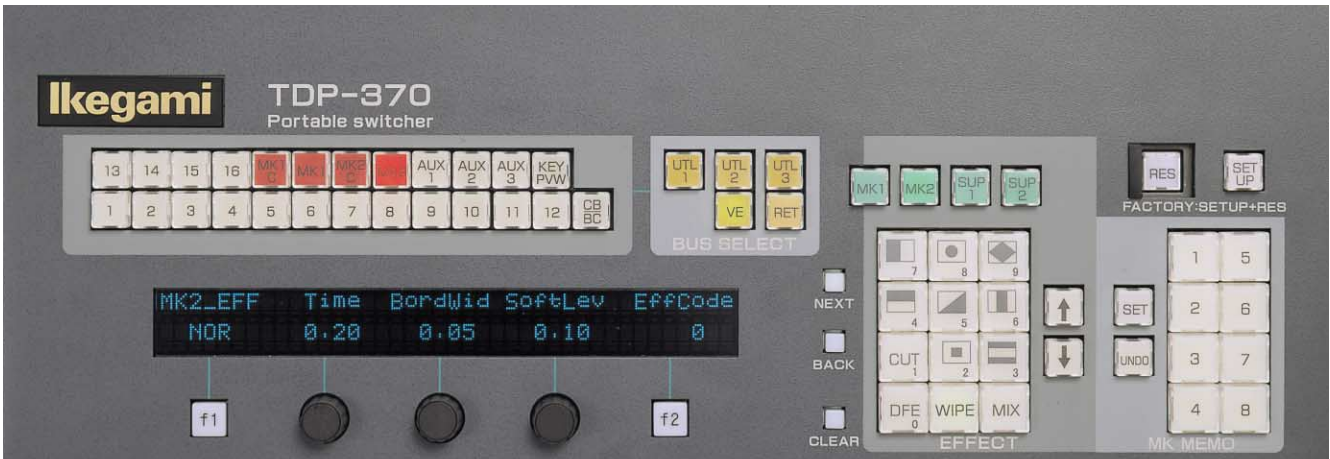 Ikegami
TDP-370
Portable switcher
13 14 15 16 MK1 C MK1 MK2 C AUX 1 AUX 2 AUX 3 KEY PVW
1 2 3 4 5 6 7 8 9 10 11 12 CB BC
UTL 1 UTL 2 UTL 3
VE RET
BUS SELECT
MK2_EFF Time BordWid SoftLev EffCode
NOR 0.20 0.05 0.10 0
f1 f2
NEXT
BACK
CLEAR
MK1 MK2 SUP 1 SUP 2
7 8 9
4 5 6
CUT 1 2 3
DFE 0 WIPE MIX
EFFECT
↑
↓
RES SET UP
FACTORY:SETUP+RES
SET
UNDO
1 5
2 6
3 7
4 8
MK MEMO